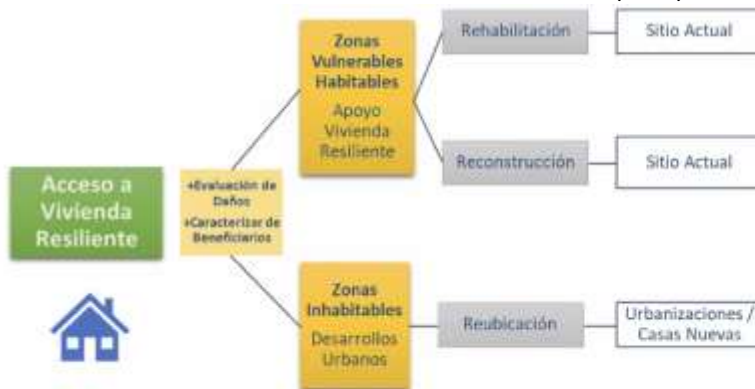 Acceso a
Vivienda
Resiliente
+Evaluación de
Daños
+Caracterizar de
Beneficiarios
Zonas
Vulnerables
Habitables
Apoyo
Vivienda
Resiliente
Rehabilitación
Sitio Actual
Reconstrucción
Sitio Actual
Zonas
Inhabitables
Desarrollos
Urbanos
Reubicación
Urbanizaciones /
Casas Nuevas